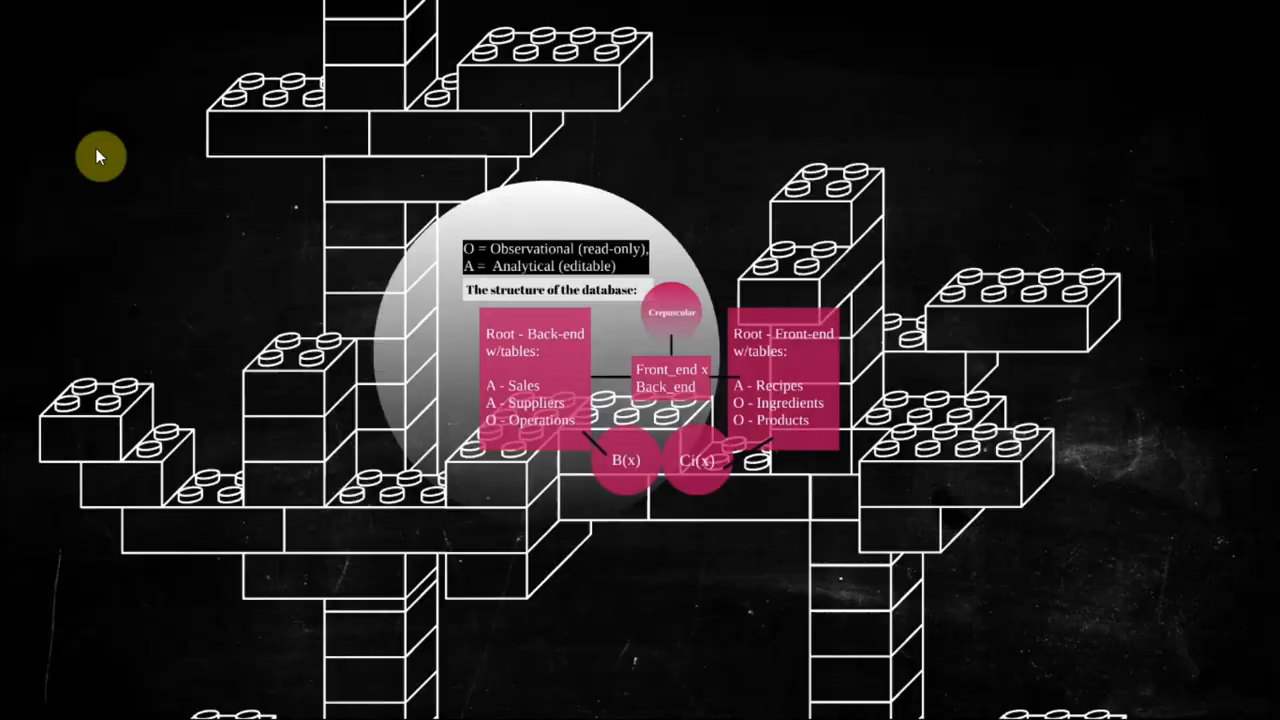 O = Observational (read-only),
A = Analytical (editable)
The structure of the database:
Crepuscular
Root - Back-end
w/tables:
A - Sales
A - Suppliers
O - Operations
Front_end x
Back_end
Root - Front-end
w/tables:
A - Recipes
O - Ingredients
O - Products
B(x)
Ci(x)